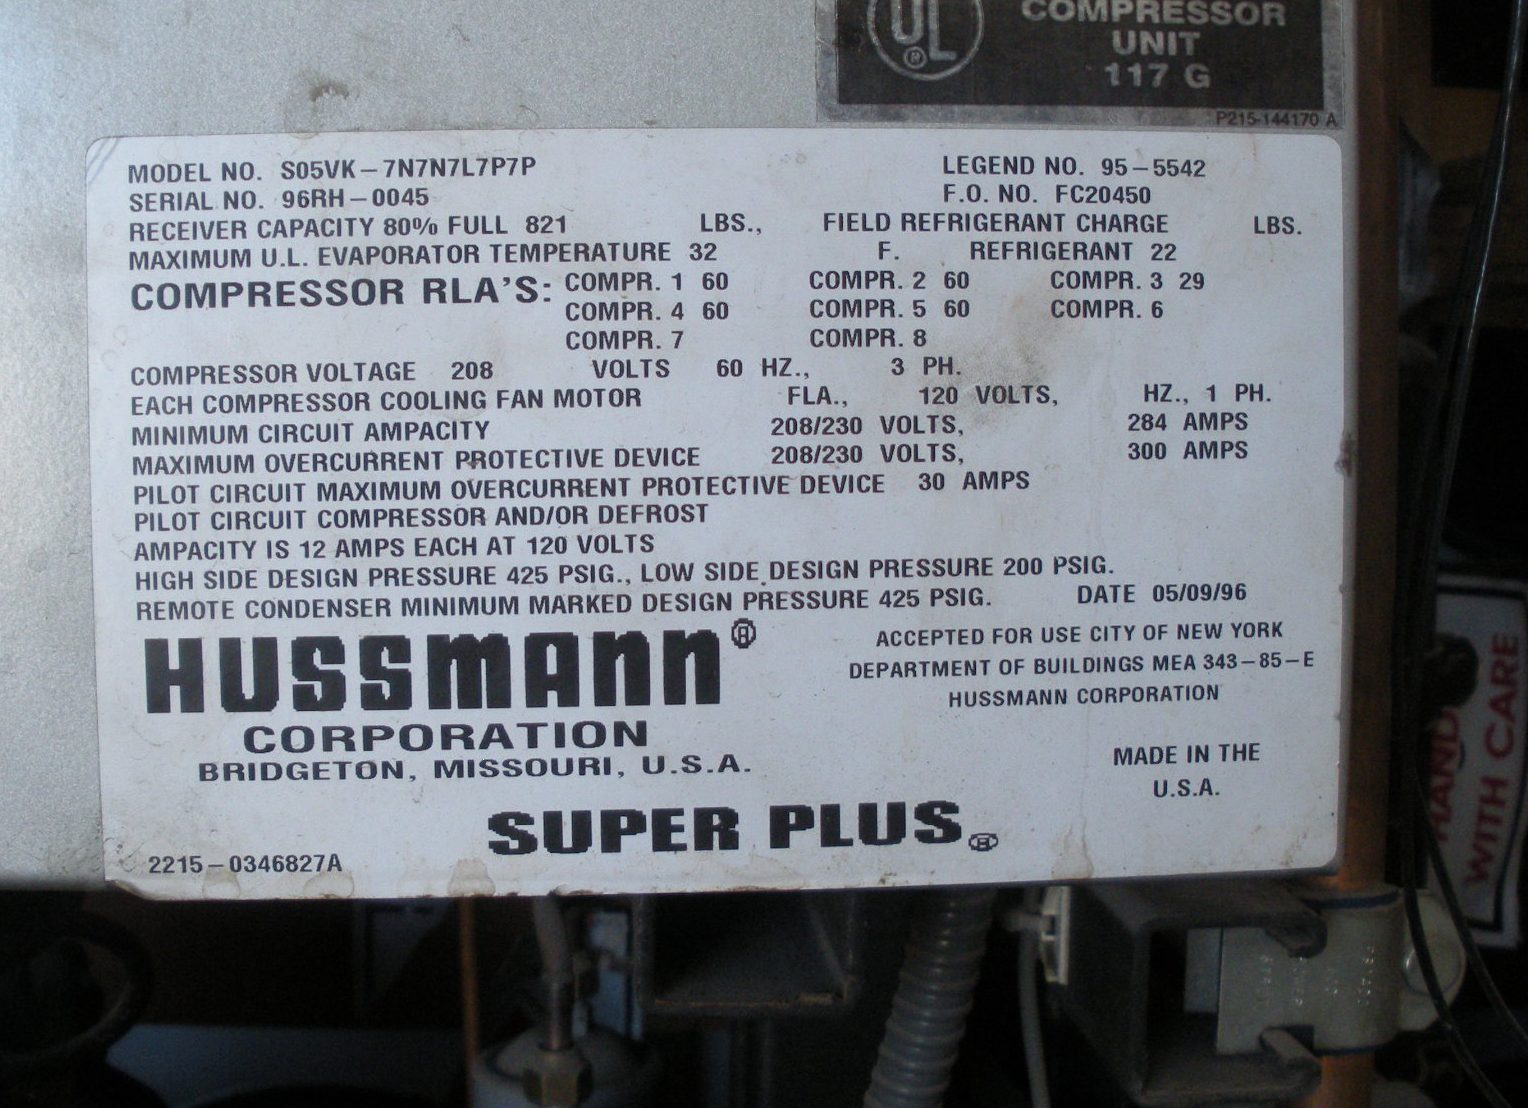 UL
®
COMPRESSOR
UNIT
117 G
P215-144170 A
MODEL NO. S05VK-7N7N7L7P7P LEGEND NO. 95-5542
SERIAL NO. 96RH-0045 F.O. NO. FC20450
RECEIVER CAPACITY 80% FULL 821 LBS., FIELD REFRIGERANT CHARGE LBS.
MAXIMUM U.L. EVAPORATOR TEMPERATURE 32 F. REFRIGERANT 22
COMPRESSOR RLA'S: COMPR. 1 60 COMPR. 2 60 COMPR. 3 29
COMPR. 4 60 COMPR. 5 60 COMPR. 6
COMPR. 7 COMPR. 8
COMPRESSOR VOLTAGE 208 VOLTS 60 HZ., 3 PH.
EACH COMPRESSOR COOLING FAN MOTOR FLA., 120 VOLTS, HZ., 1 PH.
MINIMUM CIRCUIT AMPACITY 208/230 VOLTS, 284 AMPS
MAXIMUM OVERCURRENT PROTECTIVE DEVICE 208/230 VOLTS, 300 AMPS
PILOT CIRCUIT MAXIMUM OVERCURRENT PROTECTIVE DEVICE 30 AMPS
PILOT CIRCUIT COMPRESSOR AND/OR DEFROST
AMPACITY IS 12 AMPS EACH AT 120 VOLTS
HIGH SIDE DESIGN PRESSURE 425 PSIG., LOW SIDE DESIGN PRESSURE 200 PSIG.
REMOTE CONDENSER MINIMUM MARKED DESIGN PRESSURE 425 PSIG. DATE 05/09/96
HUSSMANN®
CORPORATION
BRIDGETON, MISSOURI, U.S.A.
ACCEPTED FOR USE CITY OF NEW YORK
DEPARTMENT OF BUILDINGS MEA 343-85-E
HUSSMANN CORPORATION
MADE IN THE
U.S.A.
SUPER PLUS®
2215-0346827A
HAND
WITH CARE